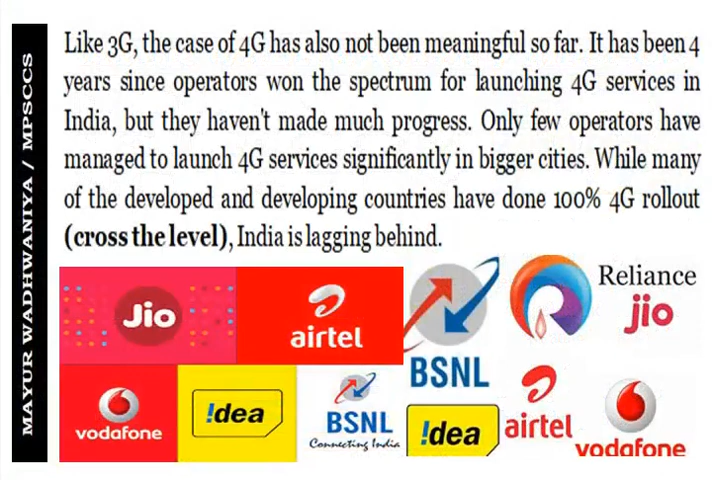 MAYUR WADHWANIYA / MPSCCS
Like 3G, the case of 4G has also not been meaningful so far. It has been 4
years since operators won the spectrum for launching 4G services in
India, but they haven't made much progress. Only few operators have
managed to launch 4G services significantly in bigger cities. While many
of the developed and developing countries have done 100% 4G rollout
(cross the level), India is lagging behind.
Jio
airtel
BSNL
Reliance
jio
vodafone
!dea
BSNL
Connecting India
!dea
airtel
vodafone